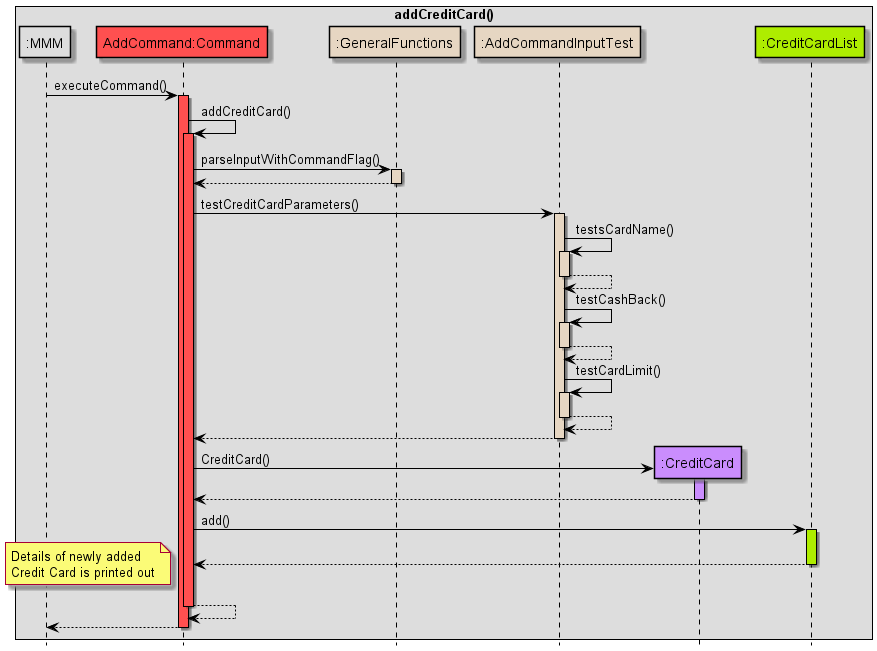 addCreditCard()
:MMM
AddCommand:Command
:GeneralFunctions
:AddCommandInputTest
:CreditCardList
executeCommand()
addCreditCard()
parseInputWithCommandFlag()
testCreditCardParameters()
testsCardName()
testCashBack()
testCardLimit()
CreditCard()
:CreditCard
add()
Details of newly added
Credit Card is printed out